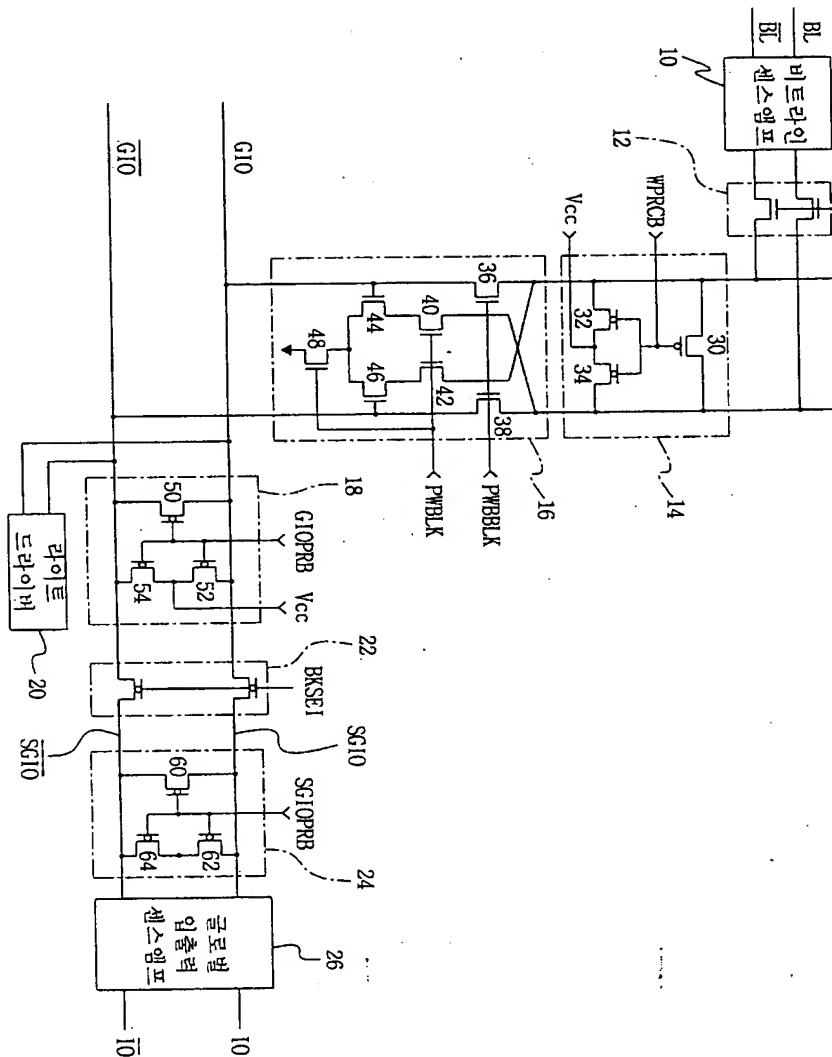 BL
BL
10
비트라인
센스앰프
12
WPRCB
Vcc
30
32
34
14
36
38
40
42
44
46
48
16
PWBLK
PWBBLK
GIO
GIO
18
50
52
54
GIOPRB
Vcc
라이트
드라이버
20
22
BKSEI
SGIO
SGIO
60
62
64
SGIOPRB
24
글로벌
입출력
센스앰프
26
IO
IO